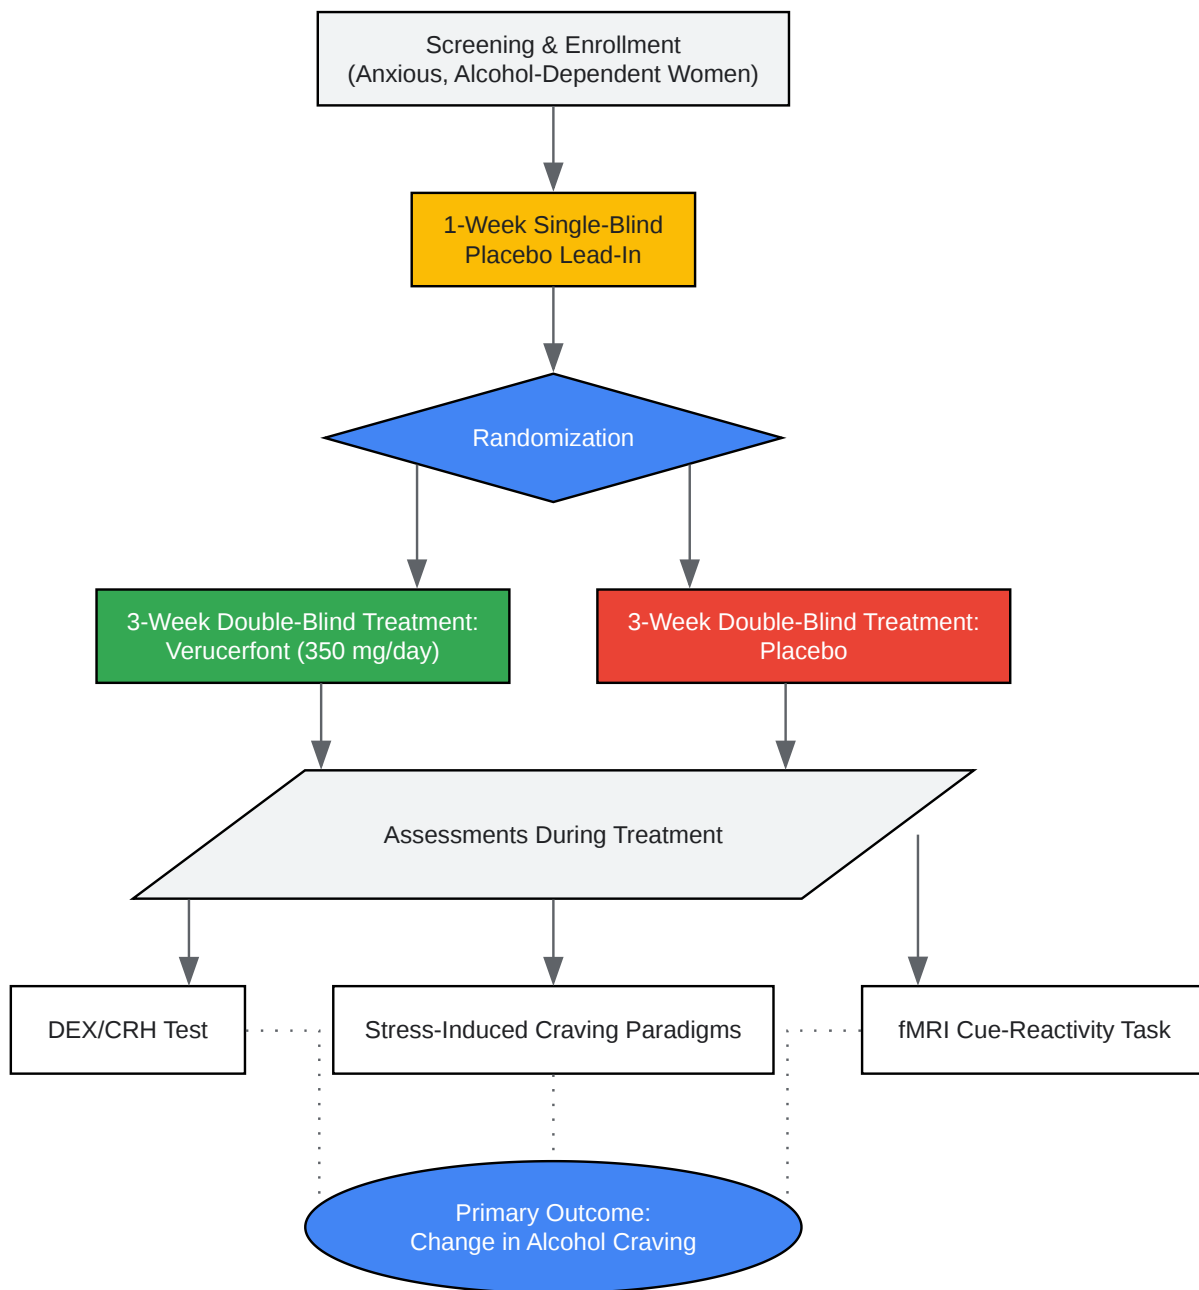 Screening & Enrollment
(Anxious, Alcohol-Dependent Women)
1-Week Single-Blind
Placebo Lead-In
Randomization
3-Week Double-Blind Treatment:
Verucerfont (350 mg/day)
3-Week Double-Blind Treatment:
Placebo
Assessments During Treatment
DEX/CRH Test
Stress-Induced Craving Paradigms
fMRI Cue-Reactivity Task
Primary Outcome:
Change in Alcohol Craving